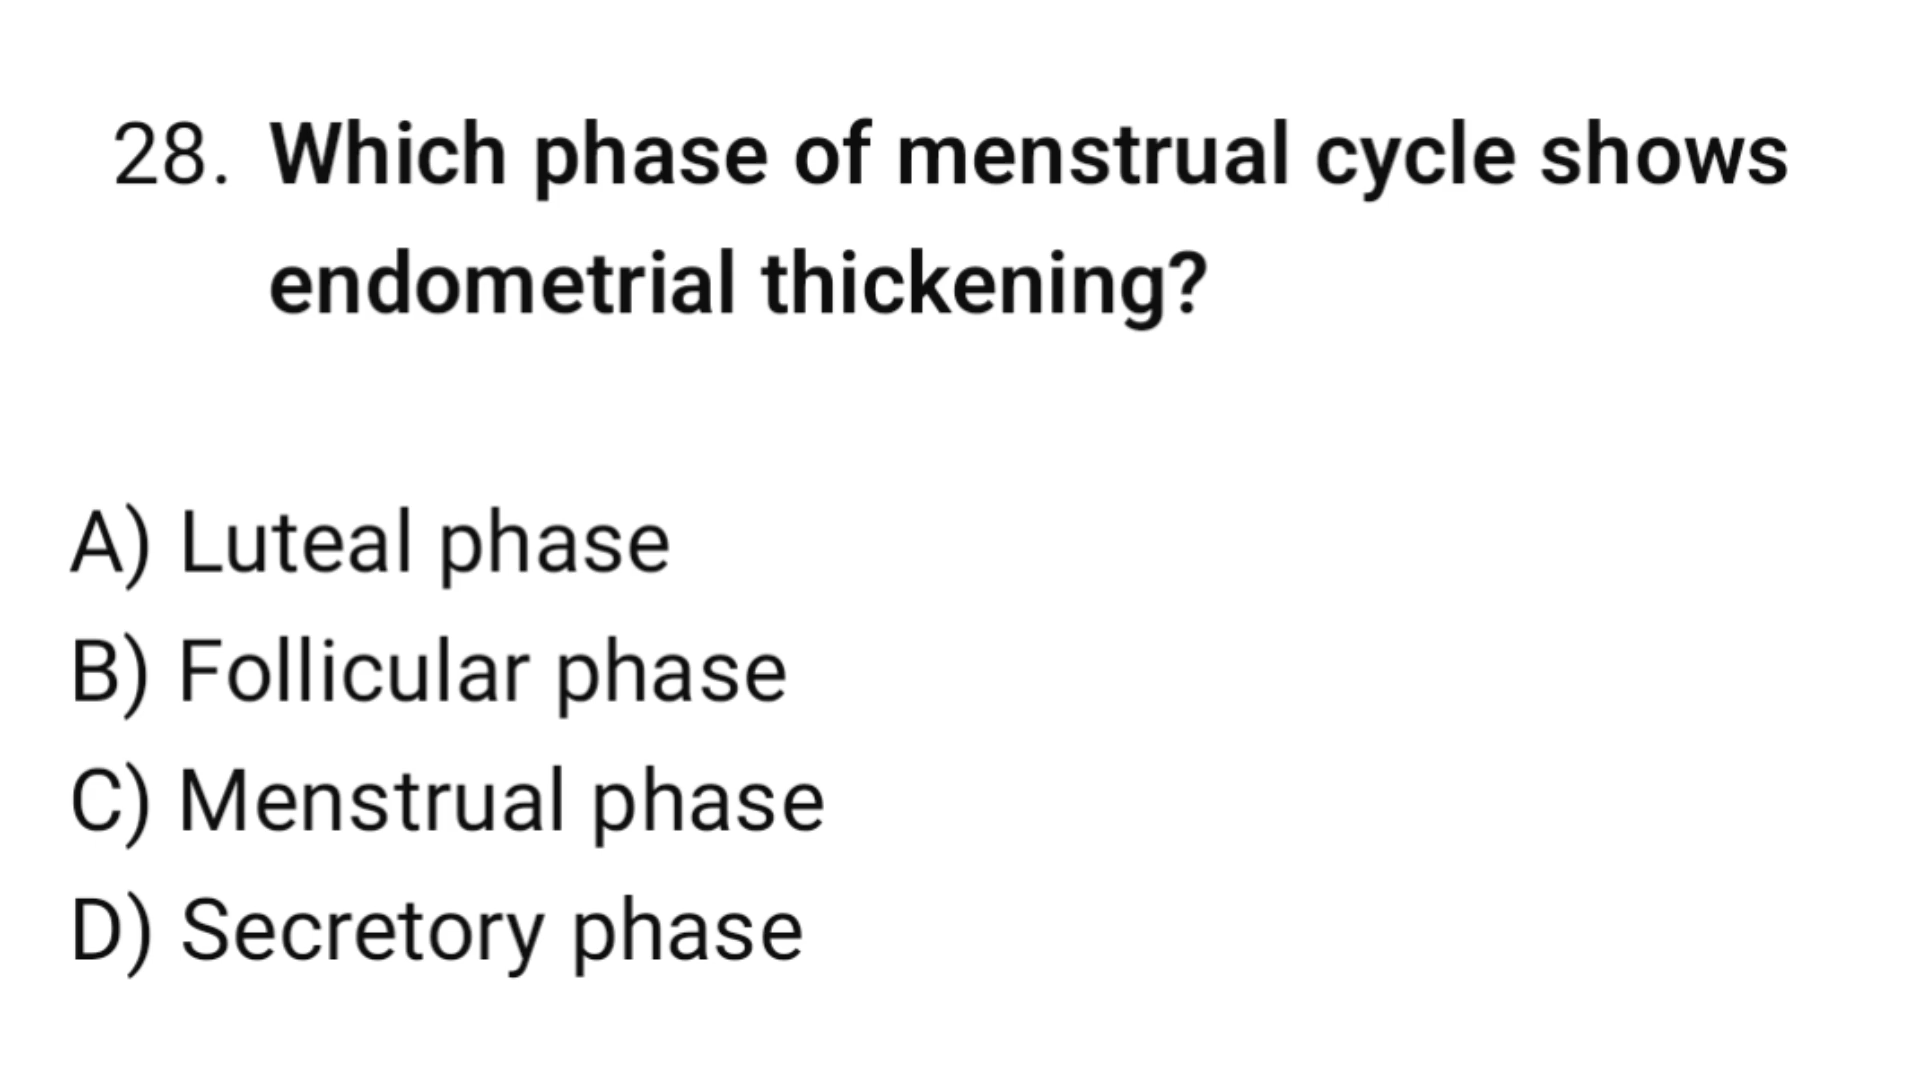 28. Which phase of menstrual cycle shows
endometrial thickening?
A) Luteal phase
B) Follicular phase
C) Menstrual phase
D) Secretory phase